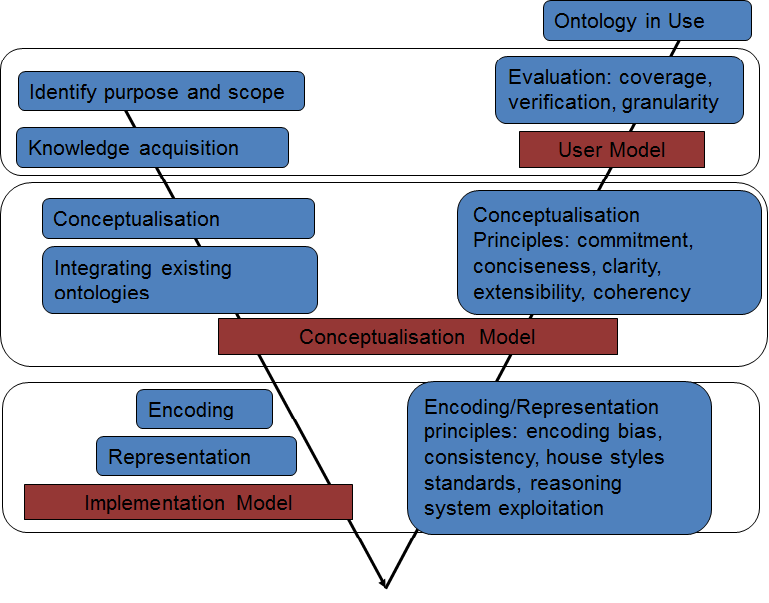 Ontology in Use
Identify purpose and scope
Evaluation: coverage,
verification, granularity
Knowledge acquisition
User Model
Conceptualisation
Integrating existing
ontologies
Conceptualisation
Principles: commitment,
conciseness, clarity,
extensibility, coherency
Conceptualisation Model
Encoding
Representation
Implementation Model
Encoding/Representation
principles: encoding bias,
consistency, house styles
standards, reasoning
system exploitation